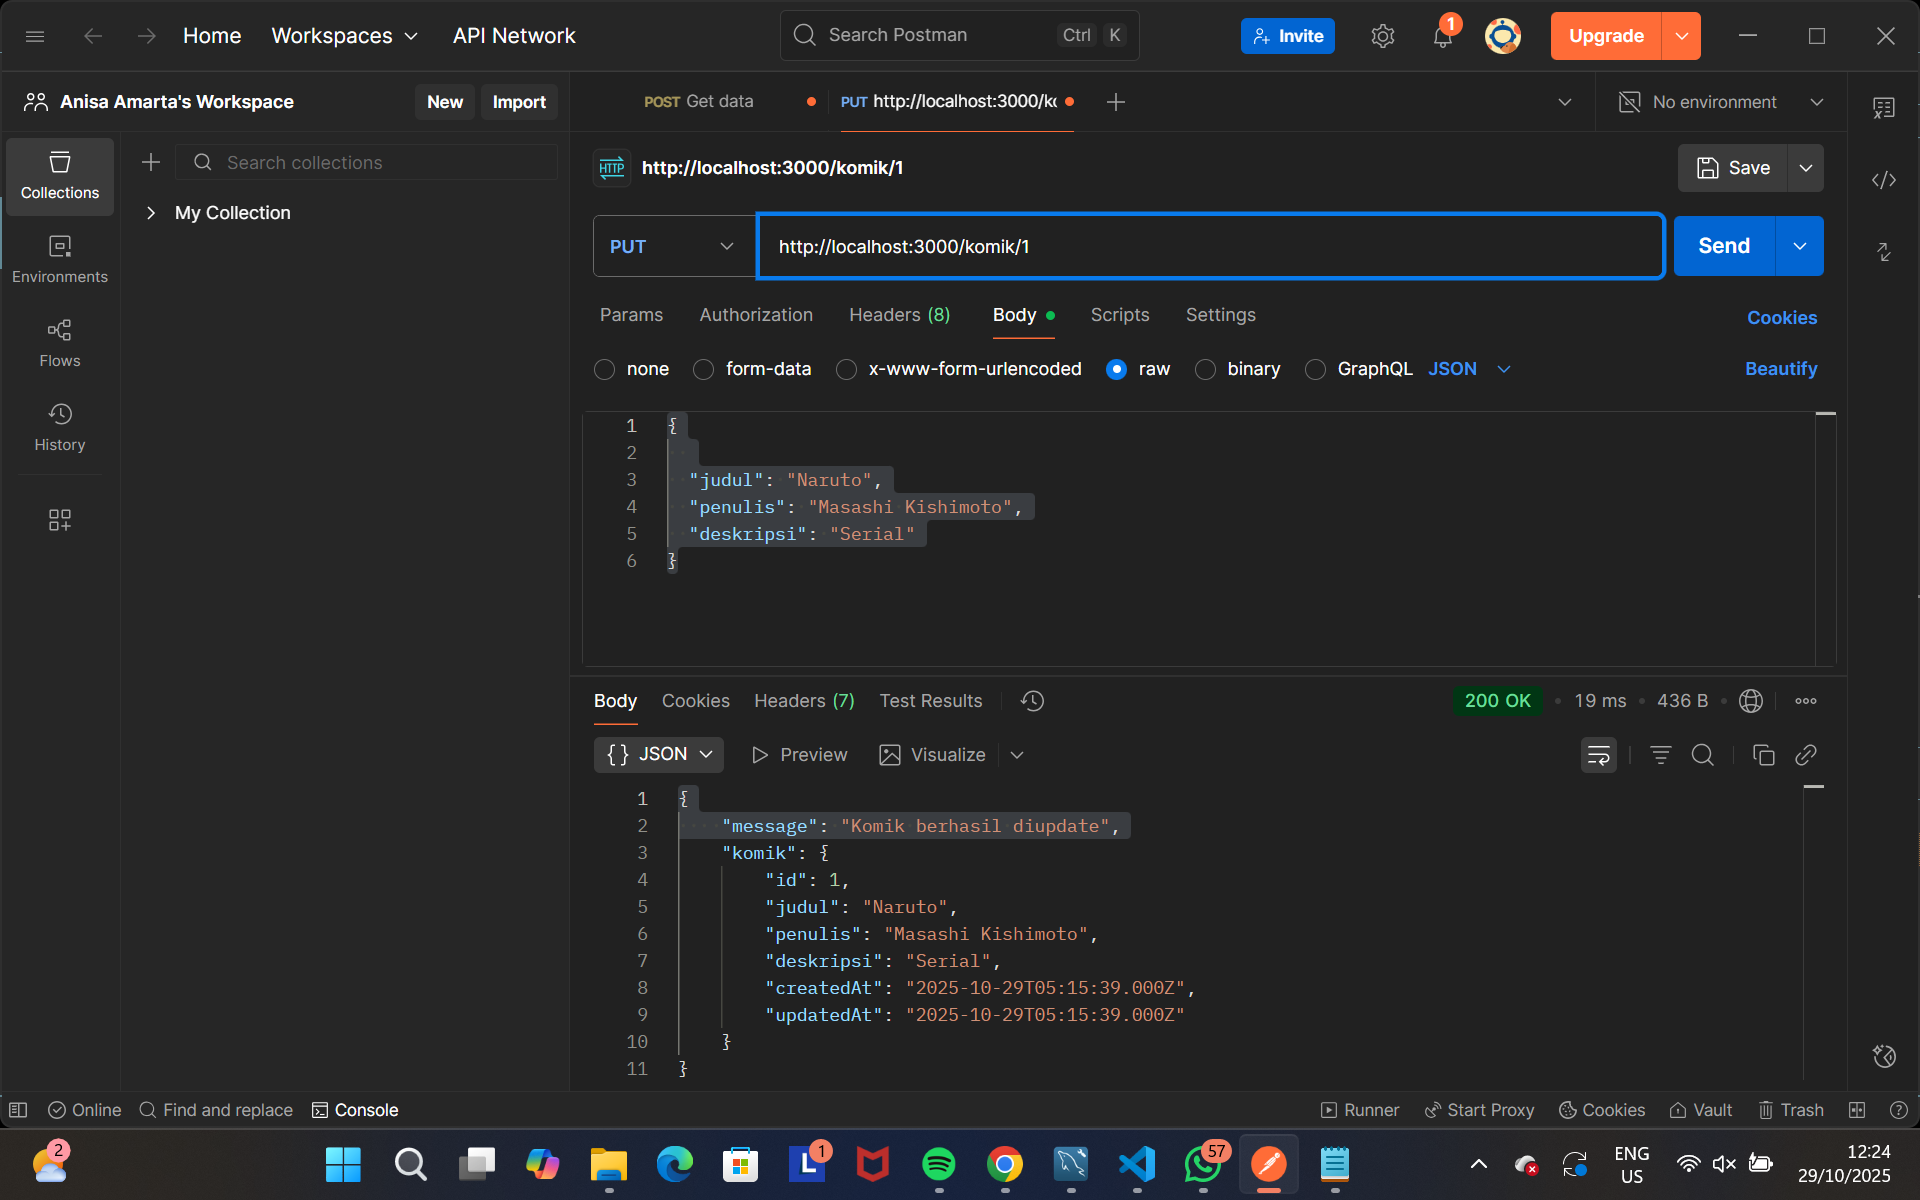 Home Workspaces API Network Search Postman Ctrl K Invite 1 Upgrade
Anisa Amarta's Workspace New Import POST Get data PUT http://localhost:3000/k No environment
Collections
Search collections
My Collection
Environments
Flows
History
HTTP http://localhost:3000/komik/1 Save
PUT http://localhost:3000/komik/1 Send
Params Authorization Headers (8) Body Scripts Settings Cookies
none form-data x-www-form-urlencoded raw binary GraphQL JSON Beautify
1 {
2
3 "judul": "Naruto",
4 "penulis": "Masashi Kishimoto",
5 "deskripsi": "Serial"
6 }
Body Cookies Headers (7) Test Results 200 OK • 19 ms • 436 B •
{} JSON Preview Visualize
1 {
2 "message": "Komik berhasil diupdate",
3 "komik": {
4 "id": 1,
5 "judul": "Naruto",
6 "penulis": "Masashi Kishimoto",
7 "deskripsi": "Serial",
8 "createdAt": "2025-10-29T05:15:39.000Z",
9 "updatedAt": "2025-10-29T05:15:39.000Z"
10 }
11 }
Online Find and replace Console Runner Start Proxy Cookies Vault Trash
2 L 1 57 ENG 12:24
US 29/10/2025